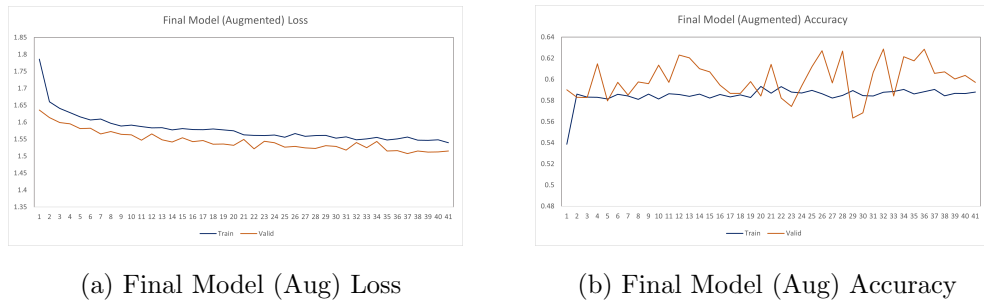 Final Model (Augmented) Loss
1.85
1.8
1.75
1.7
1.65
1.6
1.55
1.5
1.45
1.4
1.35
1 2 3 4 5 6 7 8 9 10 11 12 13 14 15 16 17 18 19 20 21 22 23 24 25 26 27 28 29 30 31 32 33 34 35 36 37 38 39 40 41
Train Valid
(a) Final Model (Aug) Loss
Final Model (Augmented) Accuracy
0.64
0.62
0.6
0.58
0.56
0.54
0.52
0.5
0.48
1 2 3 4 5 6 7 8 9 10 11 12 13 14 15 16 17 18 19 20 21 22 23 24 25 26 27 28 29 30 31 32 33 34 35 36 37 38 39 40 41
Train Valid
(b) Final Model (Aug) Accuracy